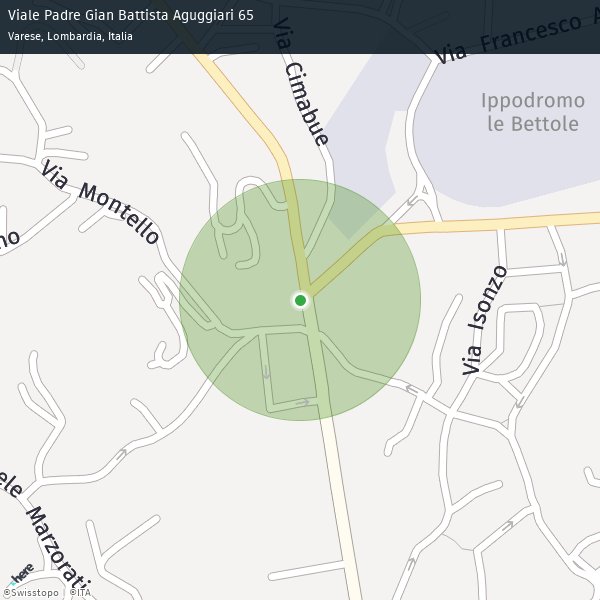 Viale Padre Gian Battista Aguggiari 65
Varese, Lombardia, Italia
Via Cimabue
Via Francesco A
Ippodromo
le Bettole
Via Montello
no
Via Isonzo
ele Marzorati
here
©Swisstopo | ©ITA